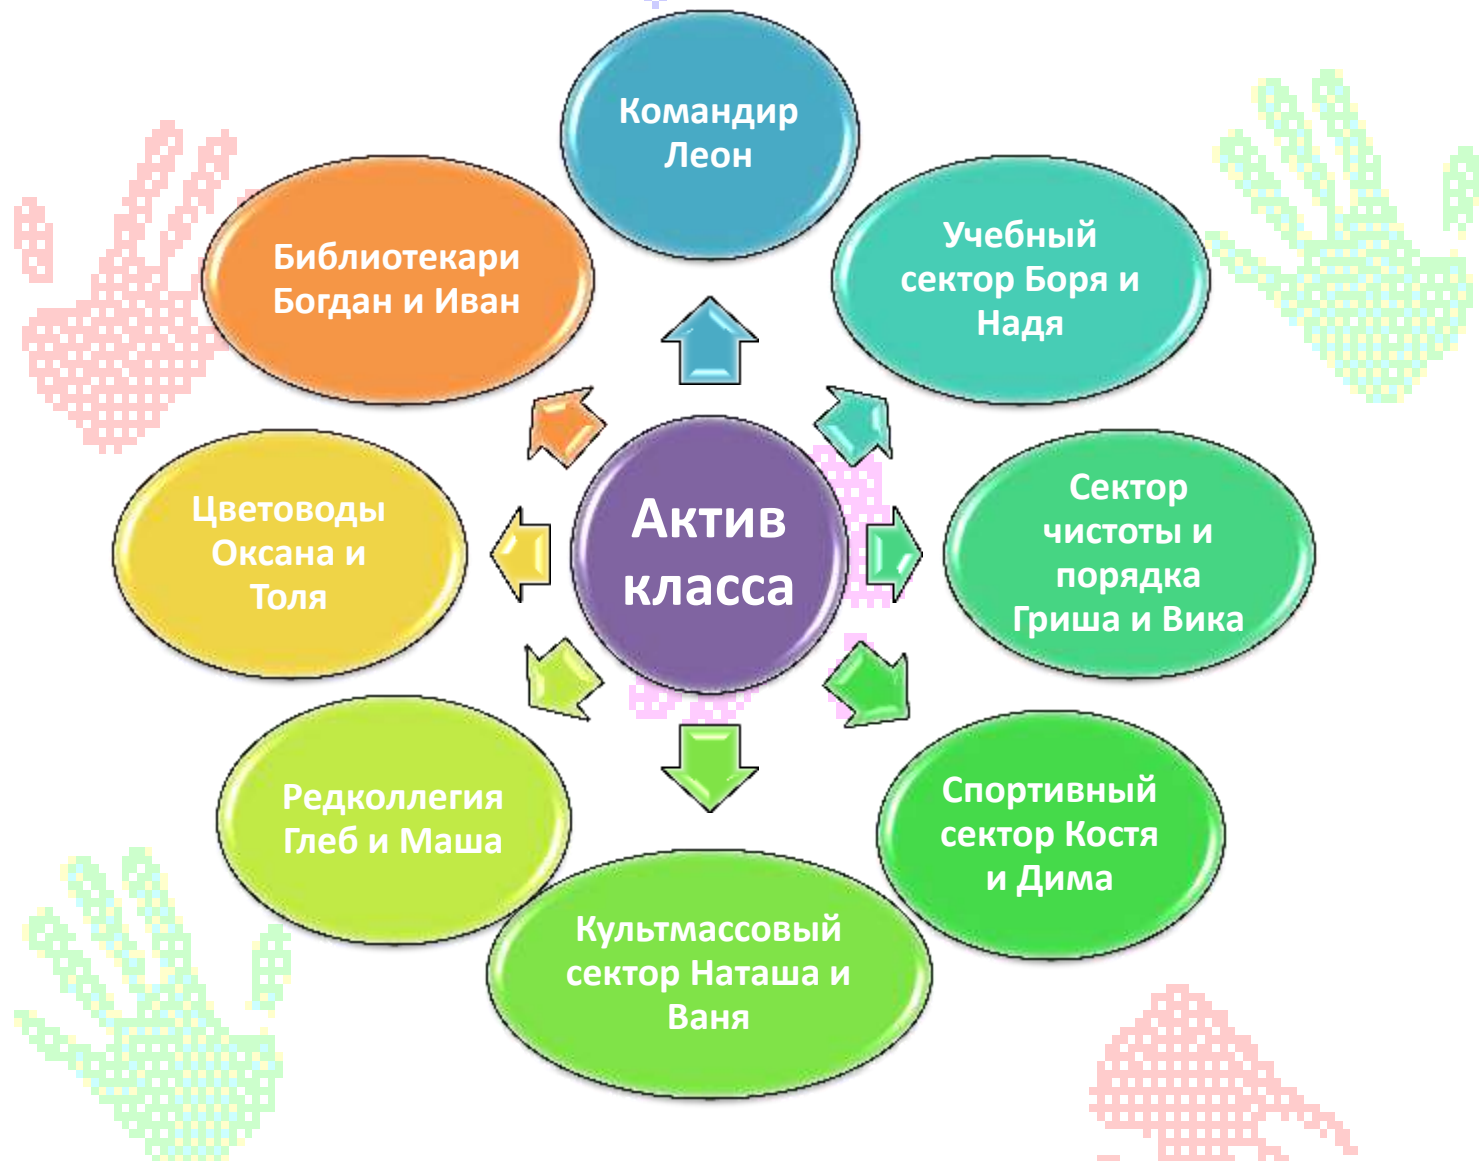 Командир
Леон
Учебный
сектор Боря и
Надя
Сектор
чистоты и
порядка
Гриша и Вика
Спортивный
сектор Костя
и Дима
Культмассовый
сектор Наташа и
Ваня
Редколлегия
Глеб и Маша
Цветоводы
Оксана и
Толя
Библиотекари
Богдан и Иван
Актив
класса